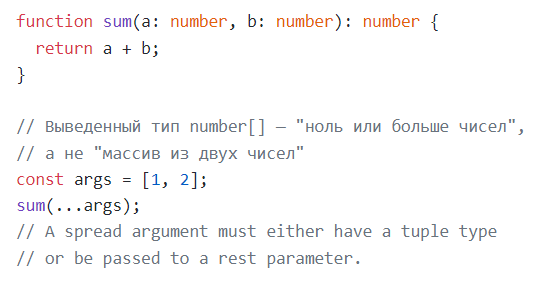 function sum(a: number, b: number): number {
  return a + b;
}

// Выведенный тип number[] — "ноль или больше чисел",
// а не "массив из двух чисел"
const args = [1, 2];
sum(...args);
// A spread argument must either have a tuple type
// or be passed to a rest parameter.